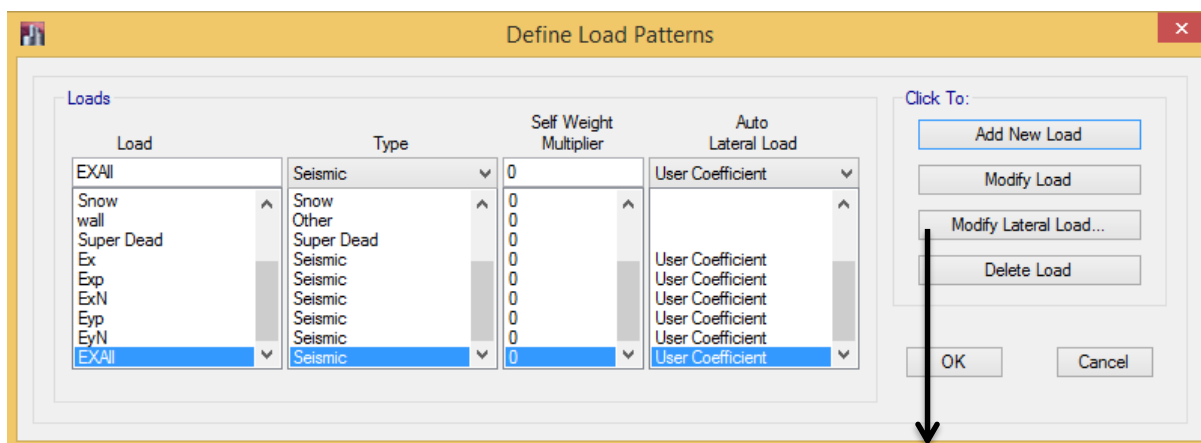 Define Load Patterns
Loads
Click To:
Load
Type
Self Weight
Multiplier
Auto
Lateral Load
EXAll Seismic 0 User Coefficient
Snow Snow 0
wall Other 0
Super Dead Super Dead 0
Ex Seismic 0 User Coefficient
Exp Seismic 0 User Coefficient
ExN Seismic 0 User Coefficient
Eyp Seismic 0 User Coefficient
EyN Seismic 0 User Coefficient
EXAll Seismic 0 User Coefficient
Add New Load
Modify Load
Modify Lateral Load...
Delete Load
OK
Cancel